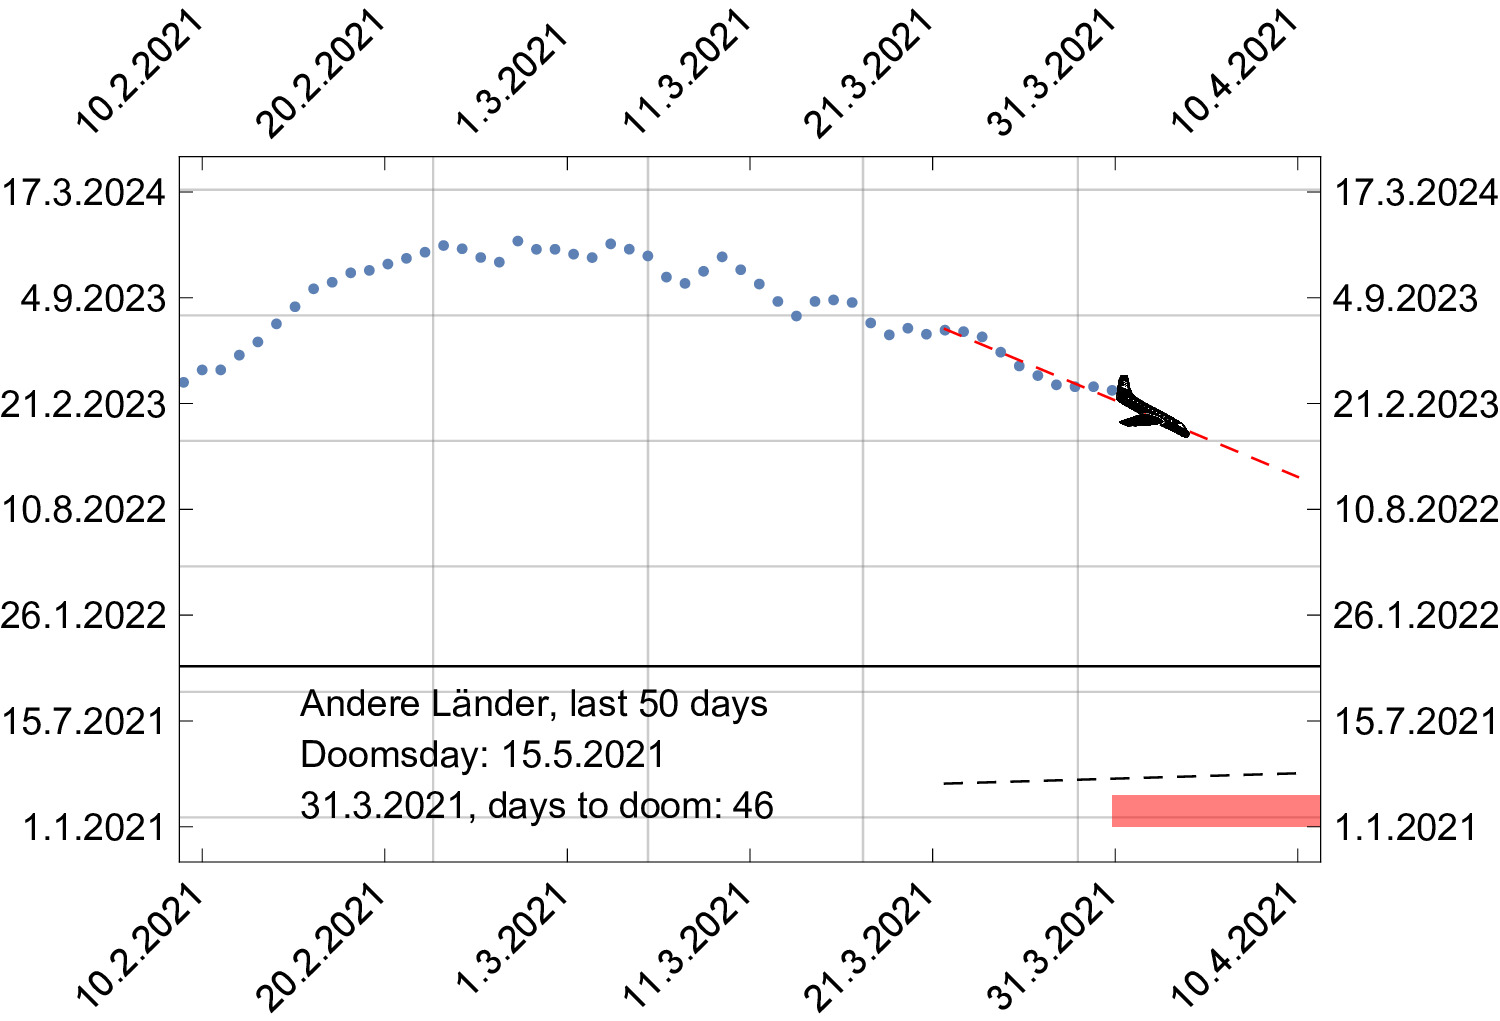 10.2.2021 20.2.2021 1.3.2021 11.3.2021 21.3.2021 31.3.2021 10.4.2021
17.3.2024 17.3.2024
4.9.2023 4.9.2023
21.2.2023 21.2.2023
10.8.2022 10.8.2022
26.1.2022 26.1.2022
Andere Länder, last 50 days
15.7.2021 15.7.2021
Doomsday: 15.5.2021
31.3.2021, days to doom: 46
1.1.2021 1.1.2021
10.2.2021 20.2.2021 1.3.2021 11.3.2021 21.3.2021 31.3.2021 10.4.2021